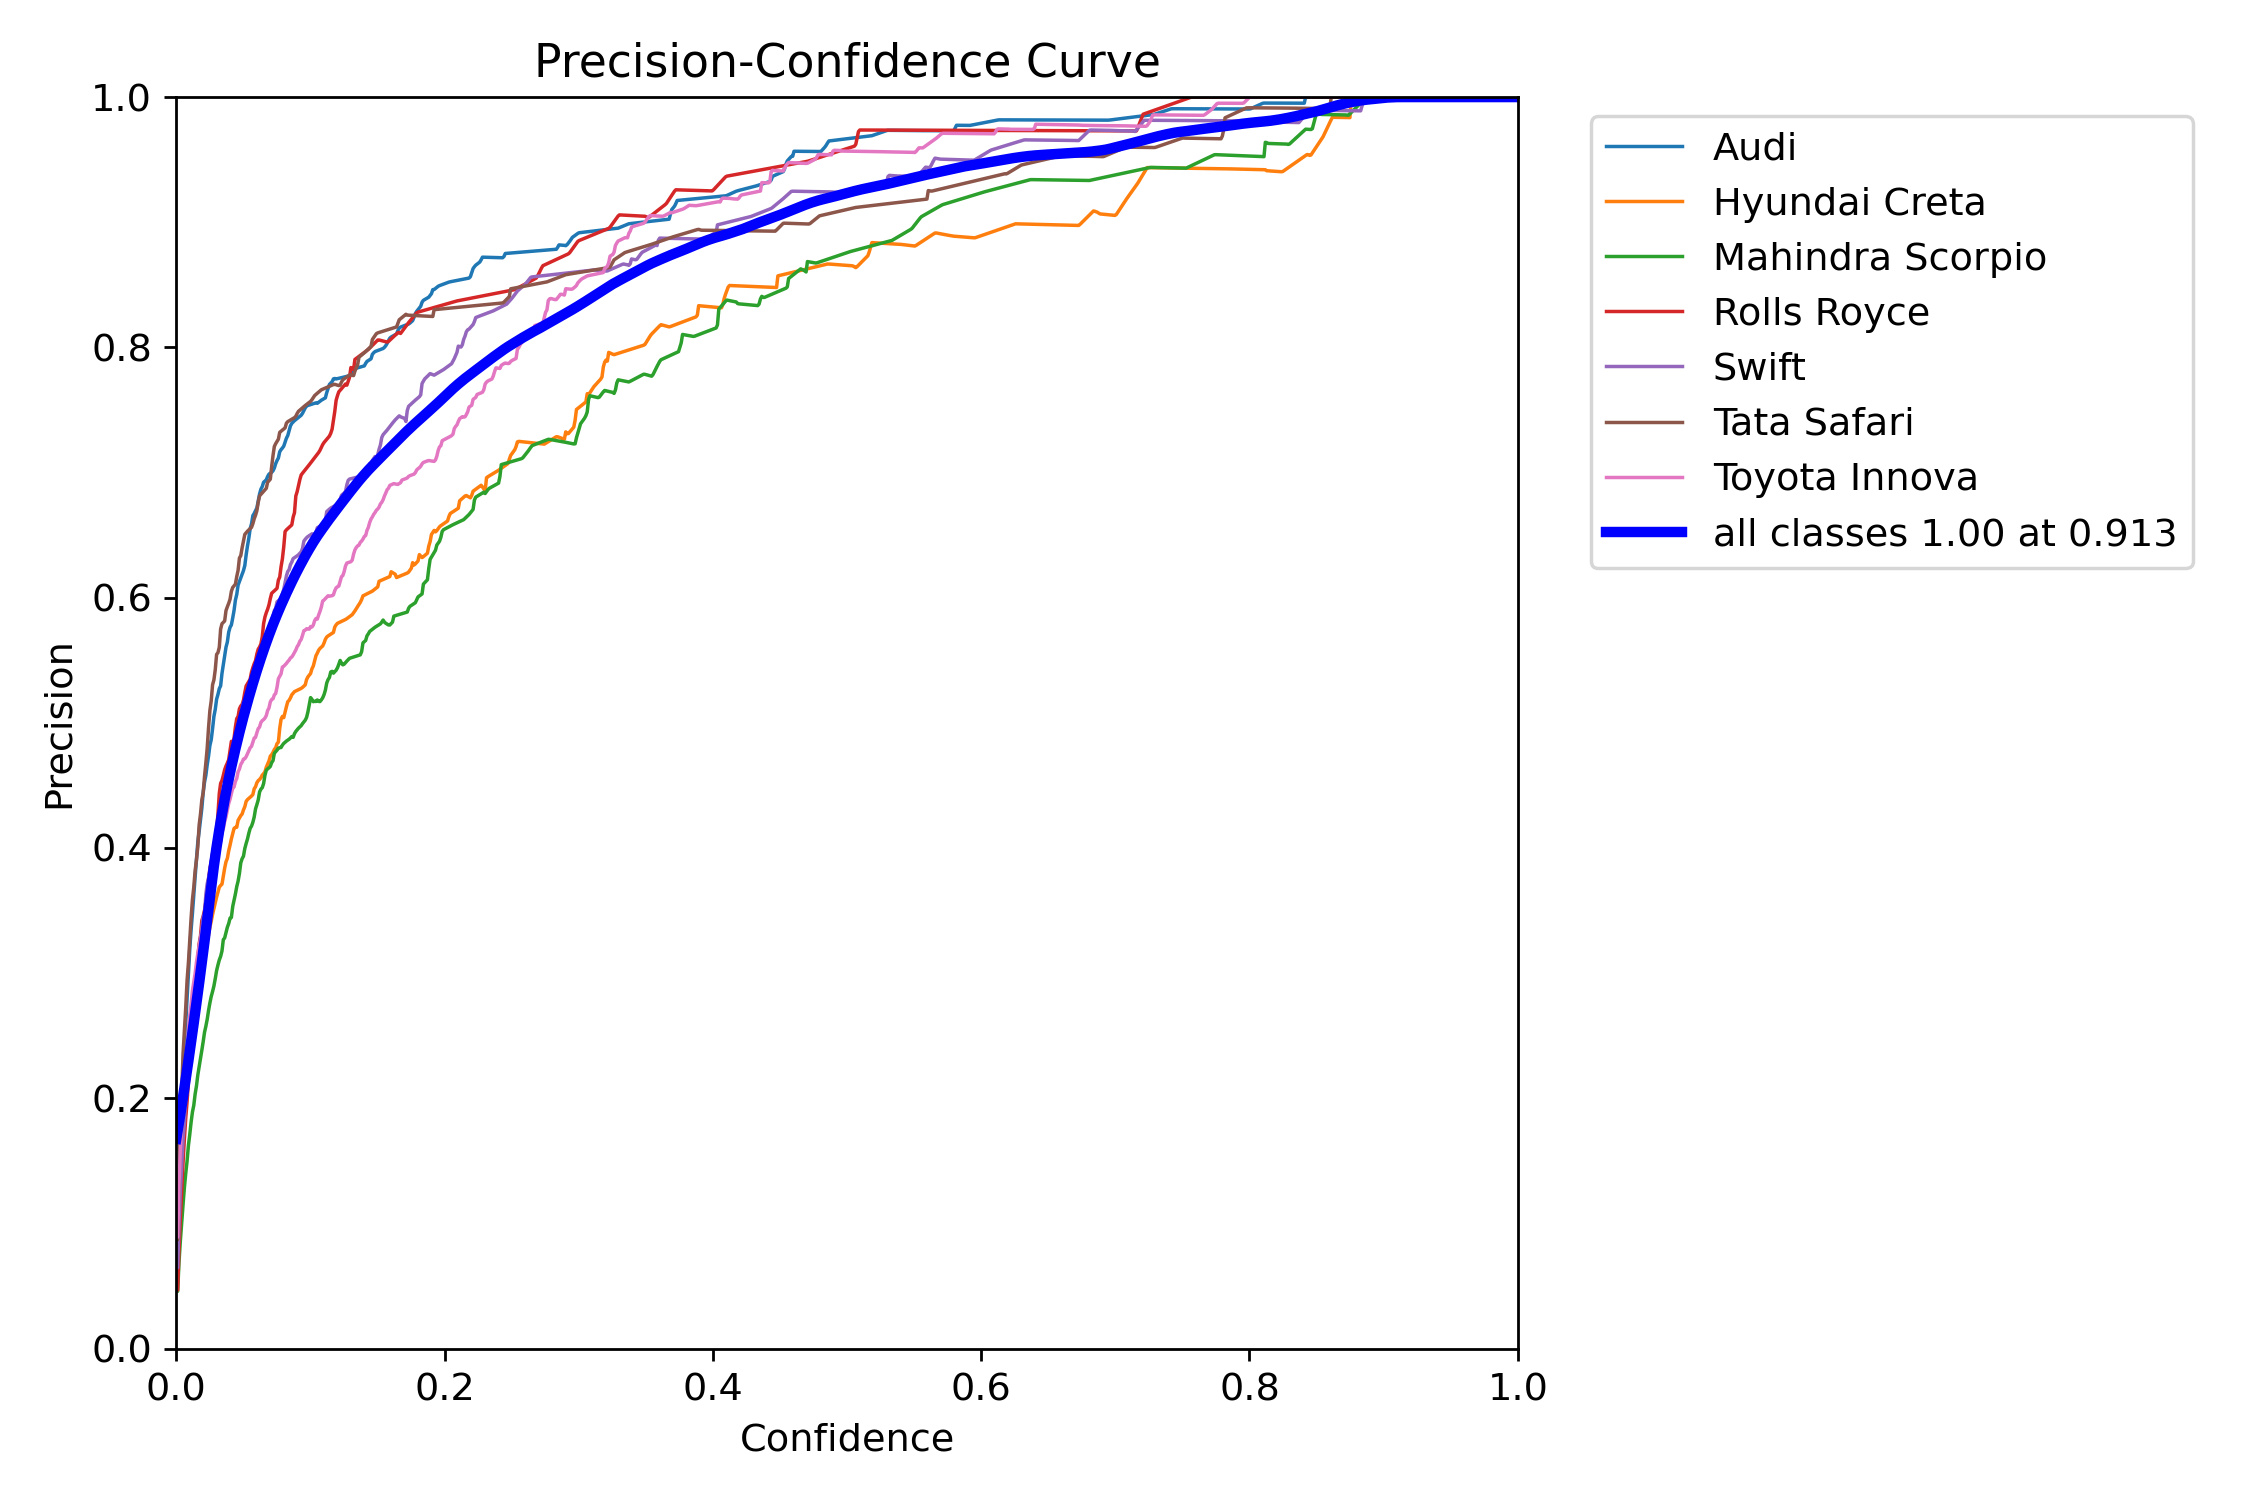 Precision-Confidence Curve
1.0
0.8
0.6
0.4
0.2
0.0
Precision
0.0 0.2 0.4 0.6 0.8 1.0
Confidence
Audi
Hyundai Creta
Mahindra Scorpio
Rolls Royce
Swift
Tata Safari
Toyota Innova
all classes 1.00 at 0.913